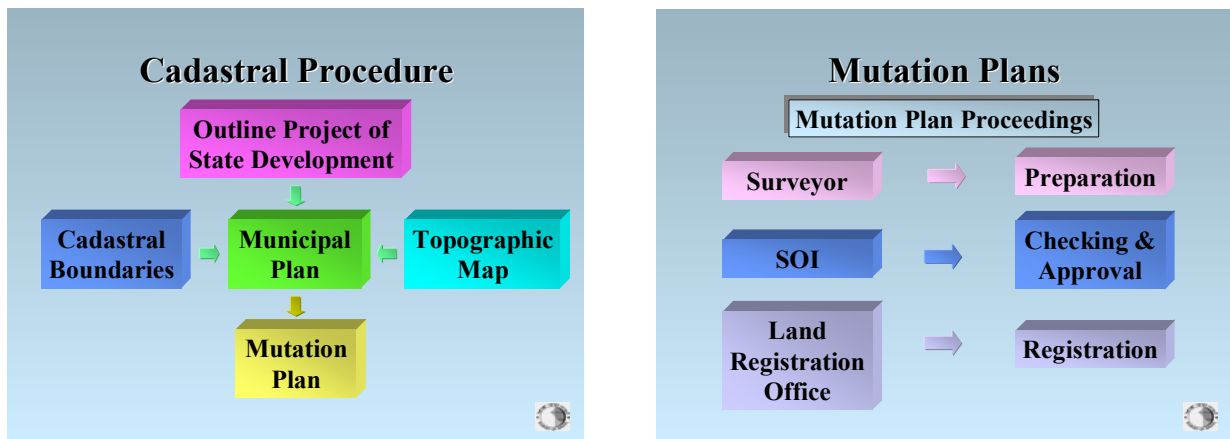 Cadastral Procedure
Outline Project of
State Development
Cadastral
Boundaries
Municipal
Plan
Topographic
Map
Mutation
Plan
Mutation Plans
Mutation Plan Proceedings
Surveyor
Preparation
SOI
Checking &
Approval
Land
Registration
Office
Registration